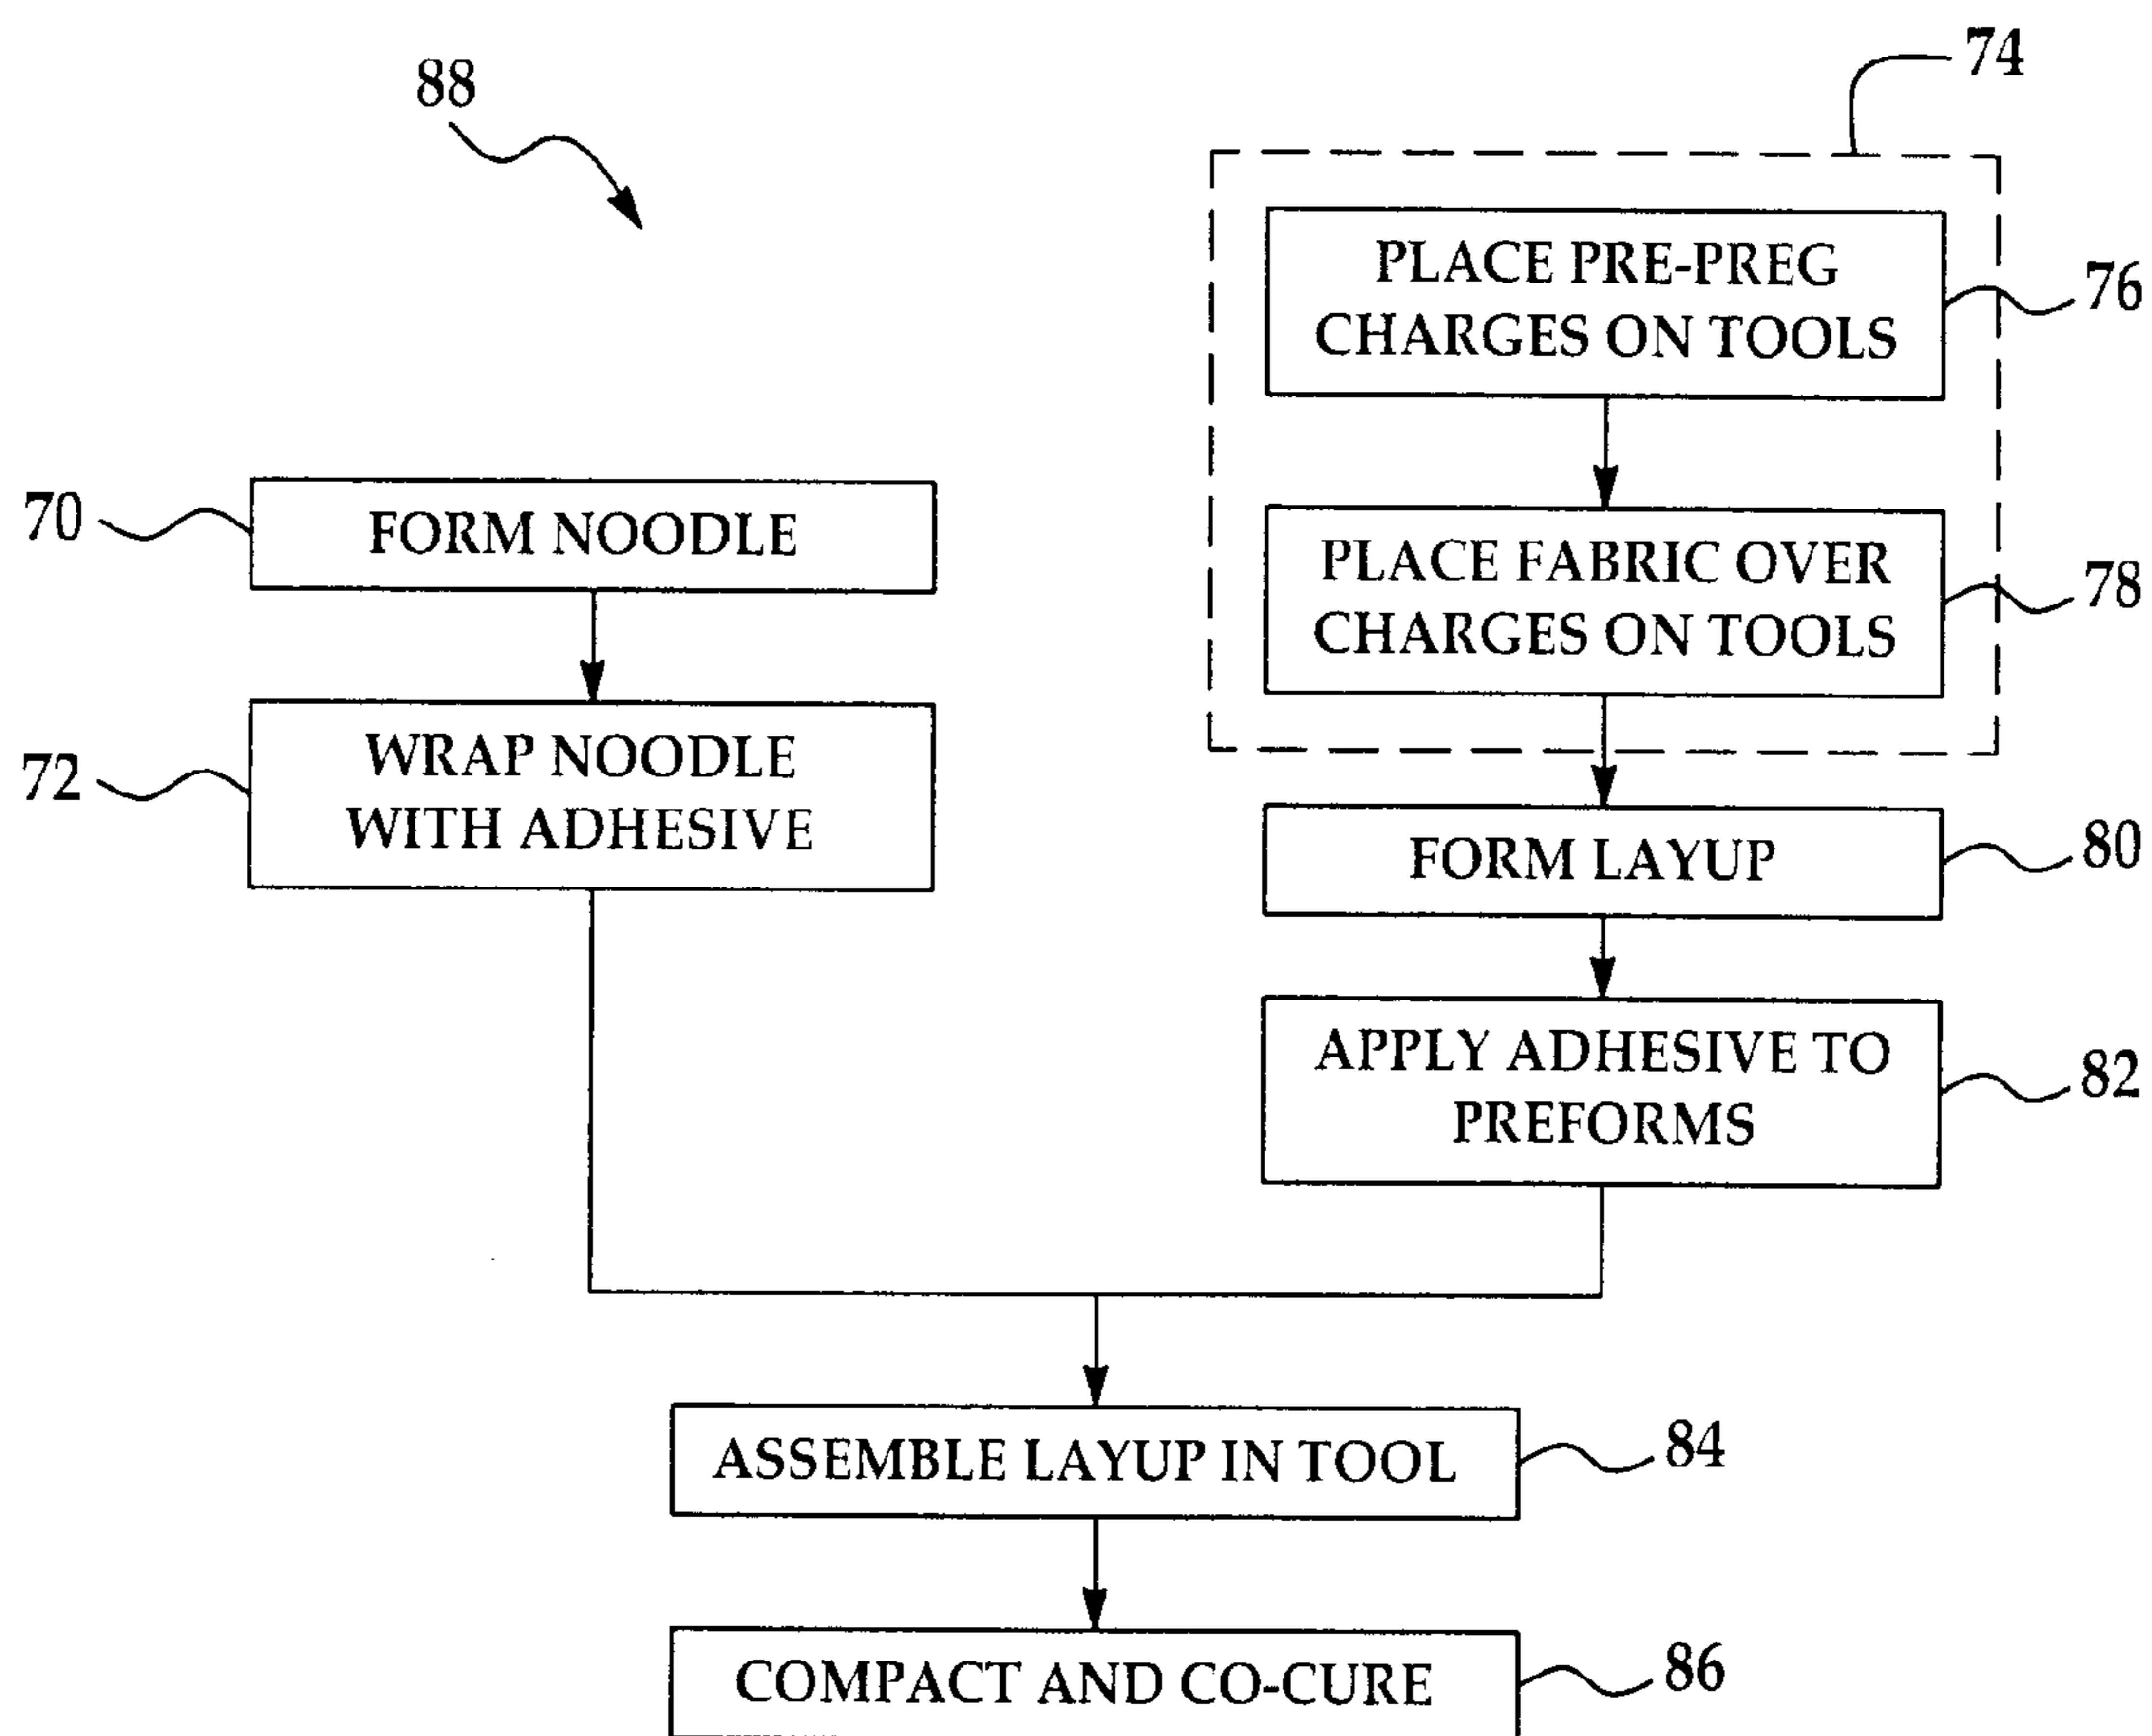 88
74
PLACE PRE-PREG
CHARGES ON TOOLS
76
PLACE FABRIC OVER
CHARGES ON TOOLS
78
70
FORM NOODLE
72
WRAP NOODLE
WITH ADHESIVE
FORM LAYUP
80
APPLY ADHESIVE TO
PREFORMS
82
ASSEMBLE LAYUP IN TOOL
84
COMPACT AND CO-CURE
86